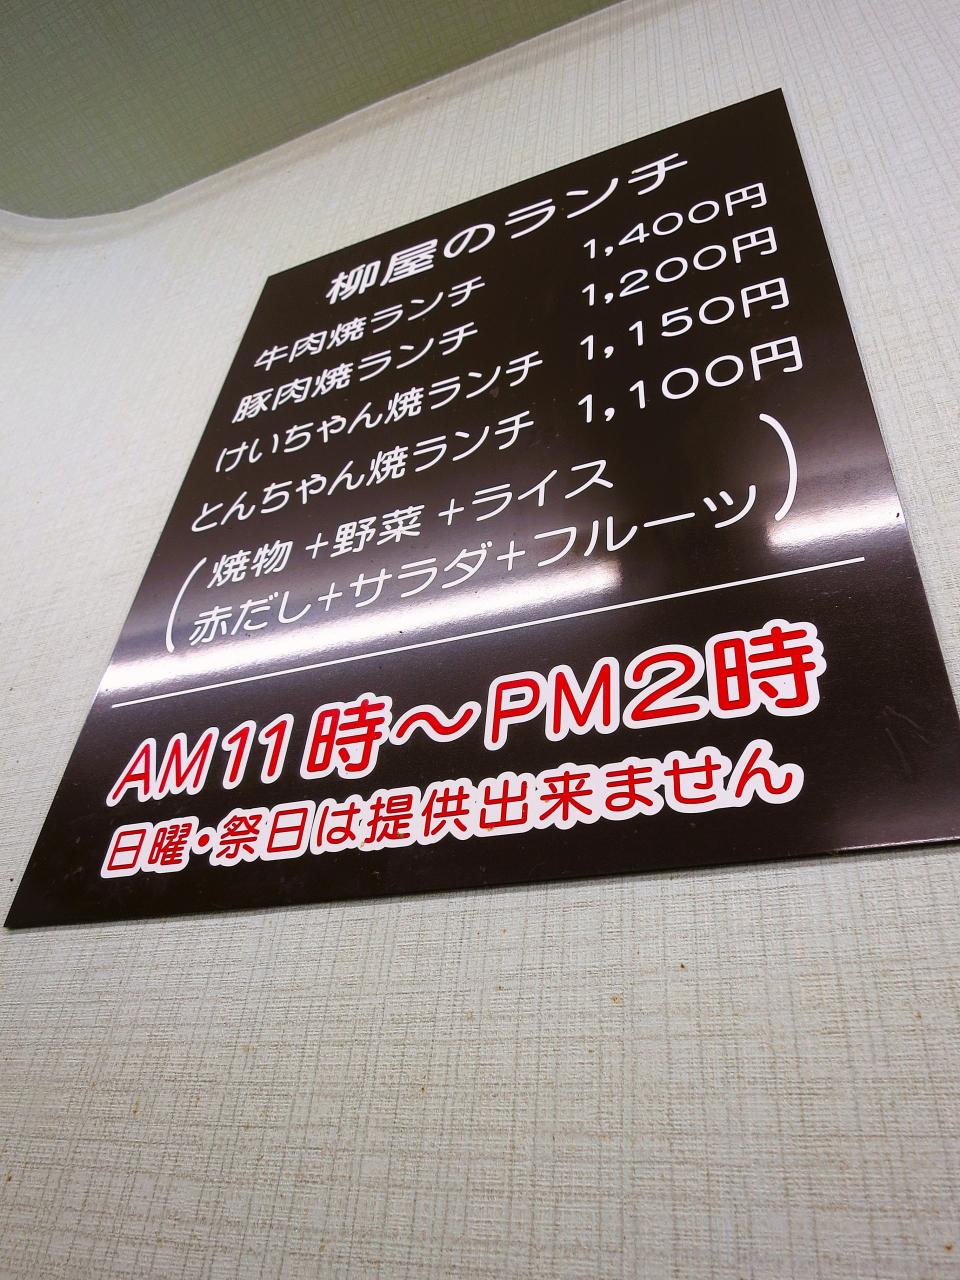 柳屋のランチ
牛肉焼ランチ 1,400円
豚肉焼ランチ 1,200円
けいちゃん焼ランチ 1,150円
とんちゃん焼ランチ 1,100円
(焼物+野菜+ライス
赤だし+サラダ+フルーツ)
AM11時〜PM2時
日曜・祭日は提供出来ません